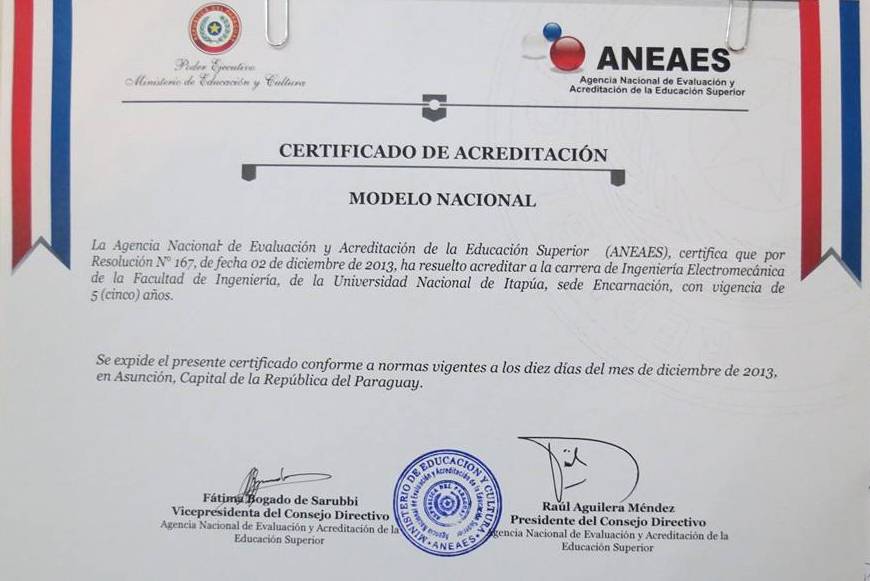 REPUBLICA DEL PARAGUAY
Poder Ejecutivo
Ministerio de Educación y Cultura
ANEAES
Agencia Nacional de Evaluación y
Acreditación de la Educación Superior
CERTIFICADO DE ACREDITACIÓN
MODELO NACIONAL
La Agencia Nacional de Evaluación y Acreditación de la Educación Superior (ANEAES), certifica que por
Resolución N° 167, de fecha 02 de diciembre de 2013, ha resuelto acreditar a la carrera de Ingeniería Electromecánica
de la Facultad de Ingeniería, de la Universidad Nacional de Itapúa, sede Encarnación, con vigencia de
5 (cinco) años.
Se expide el presente certificado conforme a normas vigentes a los diez días del mes de diciembre de 2013,
en Asunción, Capital de la República del Paraguay.
Fátima Bogado de Sarubbi
Vicepresidenta del Consejo Directivo
Agencia Nacional de Evaluación y Acreditación de la
Educación Superior
MINISTERIO DE EDUCACION Y CULTURA
Agencia Nacional de Evaluación y Acreditación de la Educación Superior
REPUBLICA DEL PARAGUAY
ANEAES
Raúl Aguilera Méndez
Presidente del Consejo Directivo
Agencia Nacional de Evaluación y Acreditación de la
Educación Superior